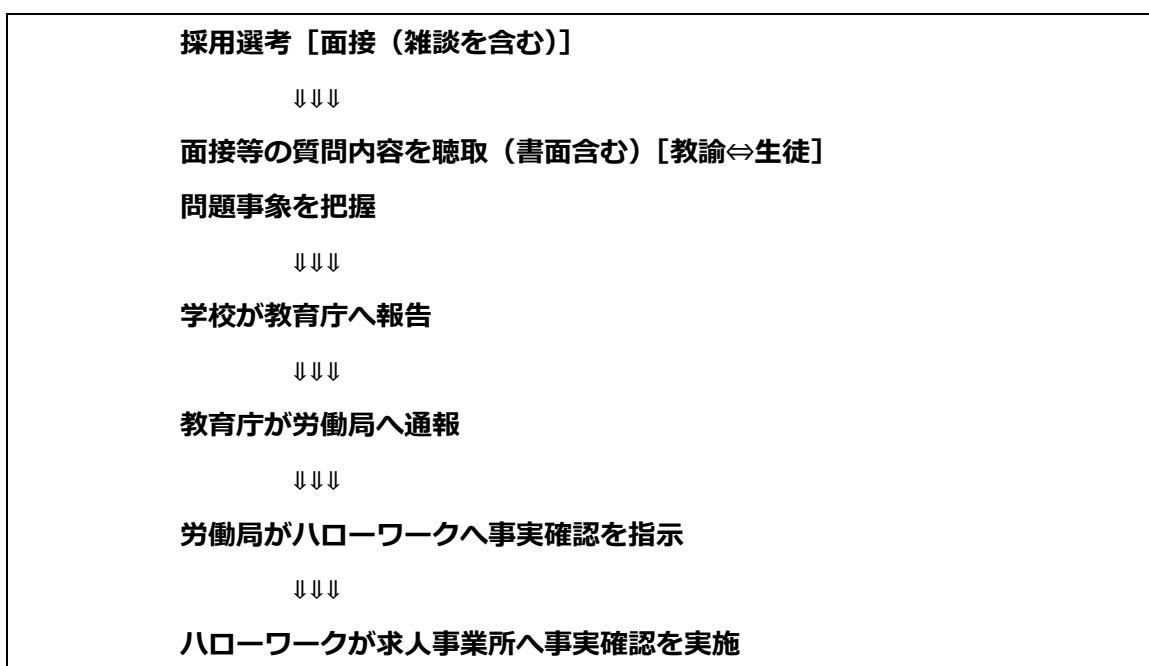 採用選考［面接（雑談を含む）］
⇓⇓⇓
面接等の質問内容を聴取（書面含む）［教諭⇔生徒］
問題事象を把握
⇓⇓⇓
学校が教育庁へ報告
⇓⇓⇓
教育庁が労働局へ通報
⇓⇓⇓
労働局がハローワークへ事実確認を指示
⇓⇓⇓
ハローワークが求人事業所へ事実確認を実施